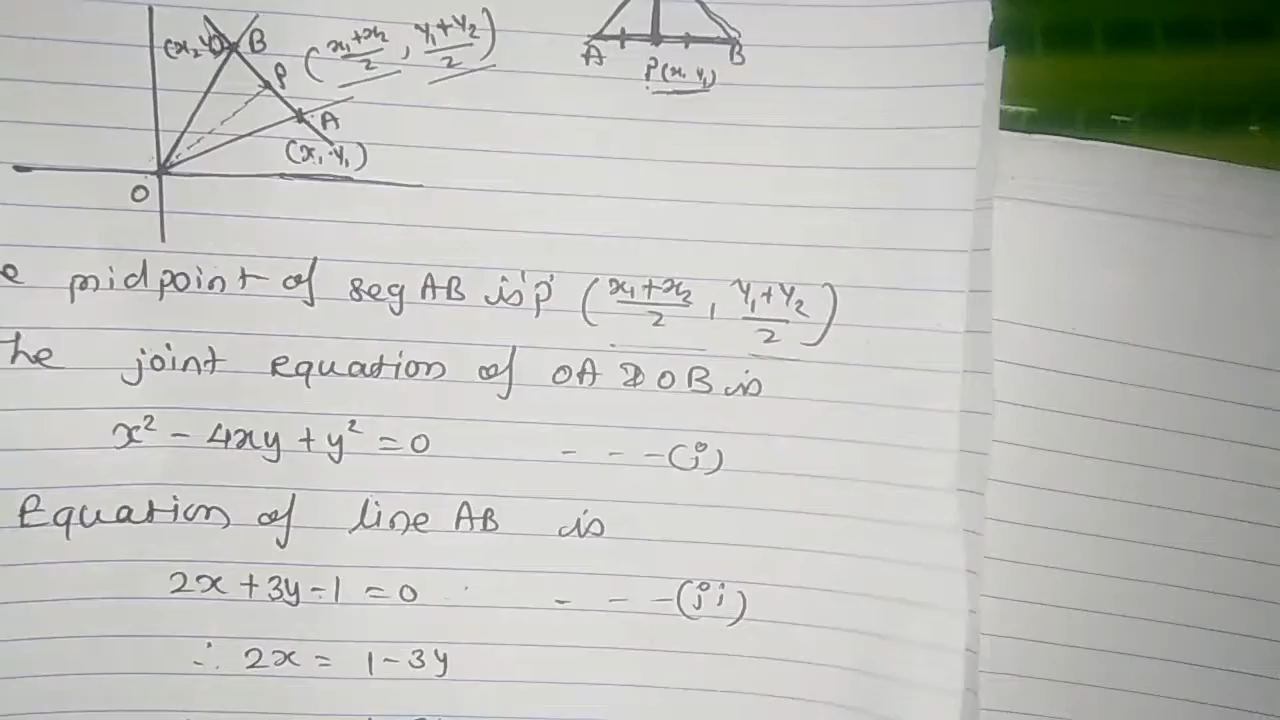 (x₂ y₂) B (x₁+x₂/2, y₁+y₂/2)
P
A
(x₁, y₁)
O
A B
P(x₁ y₁)
e midpoint of seg AB is 'P' (x₁+x₂/2, y₁+y₂/2)
he joint equation of OA & OB is
x² - 4xy + y² = 0 - - - (i)
Equation of line AB is
2x + 3y - 1 = 0 - - - (ii)
∴ 2x = 1 - 3y